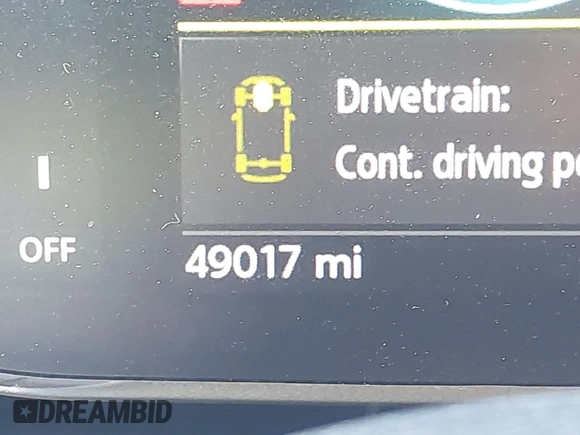 Drivetrain:
Cont. driving
OFF
49017 mi
DREAMBID